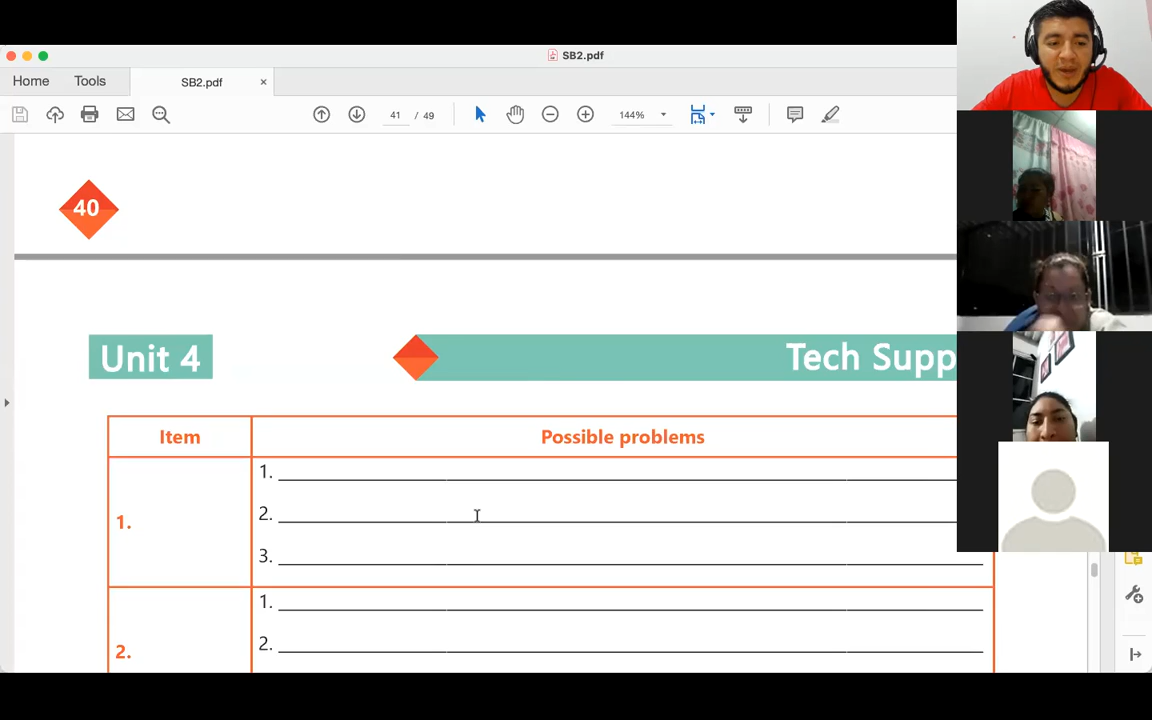 SB2.pdf
Home Tools SB2.pdf ×
41 / 49 144%
40
Unit 4 Tech Supp
Item Possible problems
1.
1.
2.
3.
2.
1.
2.